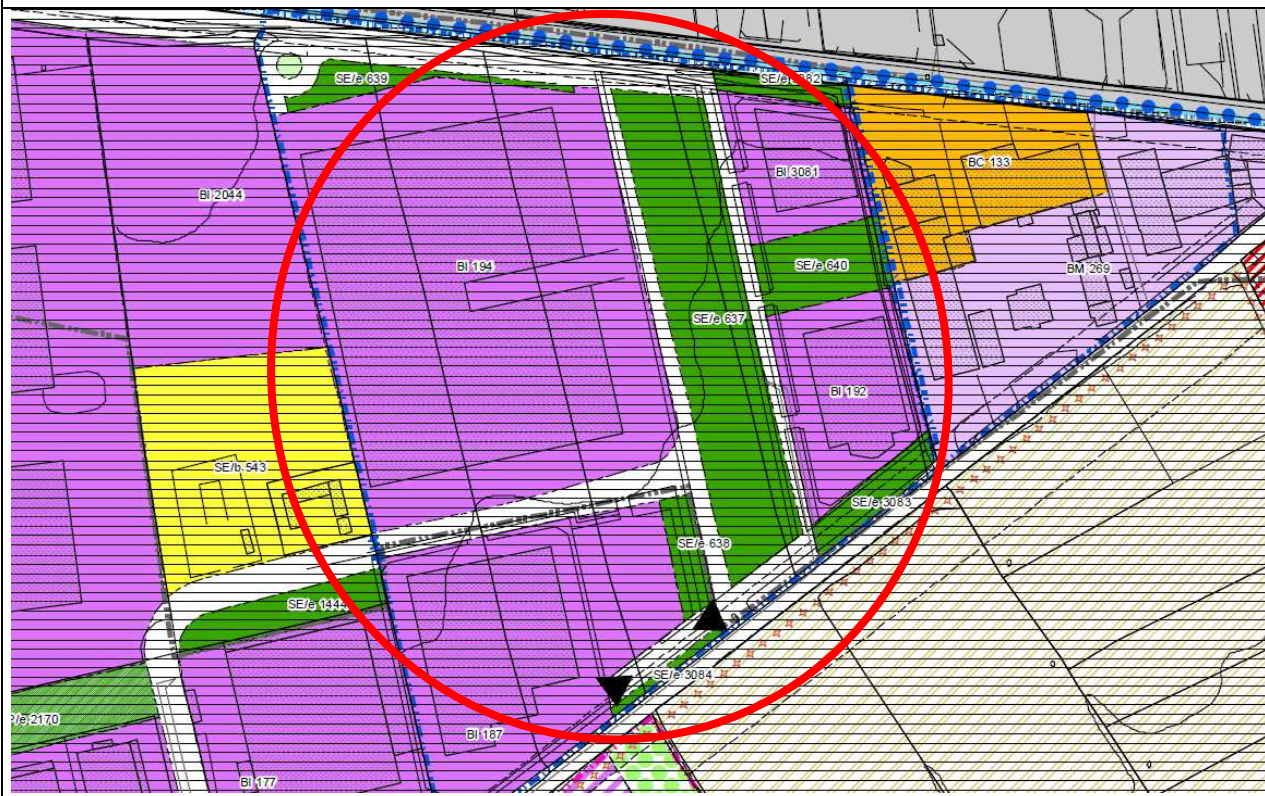 SE/e 639
SE/e 3082
BC 133
BI 3081
BI 2044
SE/e 640
BI 194
BM 269
SE/e 637
BI 192
SE/b 543
SE/e 3083
SE/e 638
SE/e 1444
SE/e 3084
/e 2170
BI 187
BI 177